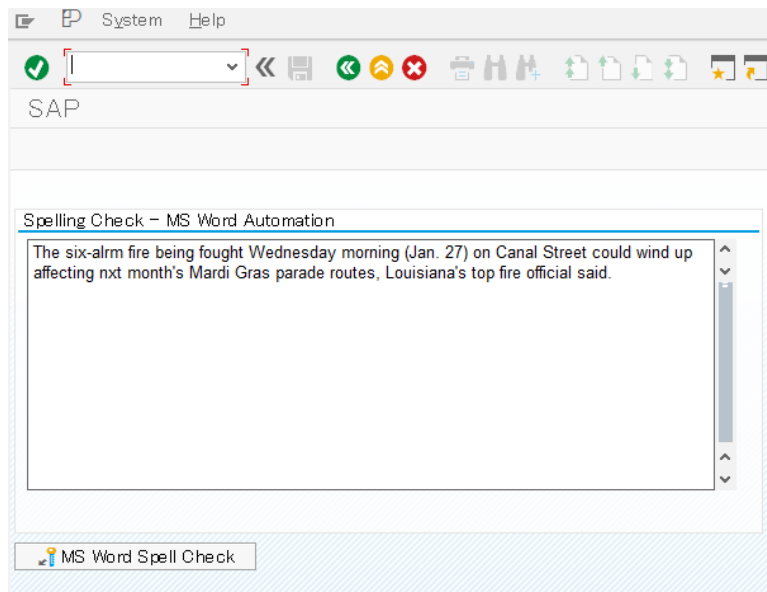 System Help
SAP
Spelling Check - MS Word Automation
The six-alrm fire being fought Wednesday morning (Jan. 27) on Canal Street could wind up
affecting nxt month's Mardi Gras parade routes, Louisiana's top fire official said.
MS Word Spell Check